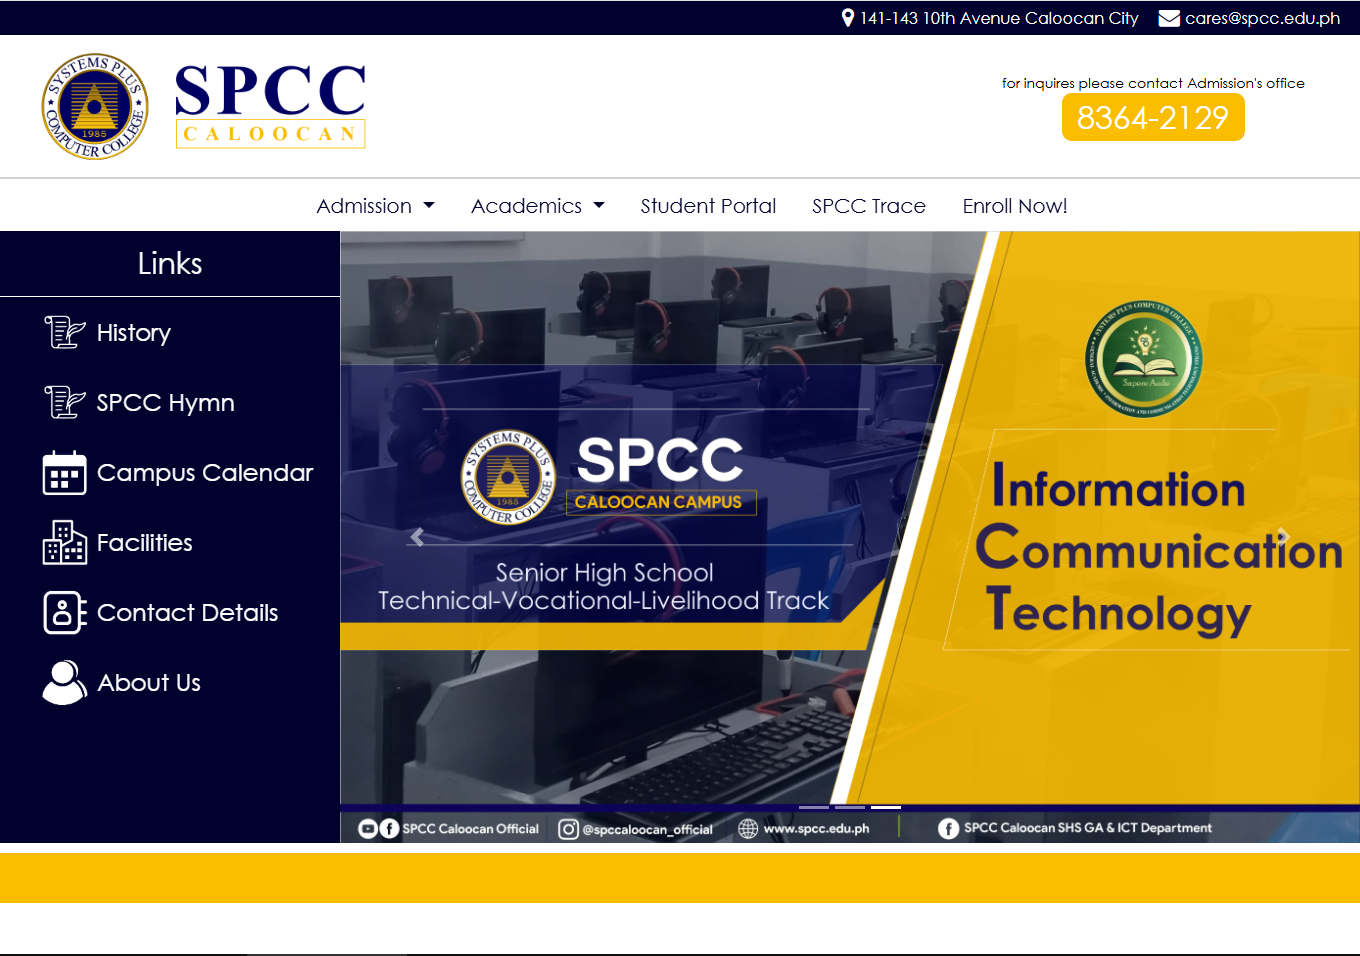 141-143 10th Avenue Caloocan City cares@spcc.edu.ph
SYSTEMS PLUS COMPUTER COLLEGE
1985
SPCC
CALOOCAN
for inquires please contact Admission's office
8364-2129
Admission Academics Student Portal SPCC Trace Enroll Now!
Links
History
SPCC Hymn
Campus Calendar
Facilities
Contact Details
About Us
SYSTEMS PLUS COMPUTER COLLEGE
1985
SPCC
CALOOCAN CAMPUS
Senior High School
Technical-Vocational-Livelihood Track
SYSTEMS PLUS COMPUTER COLLEGE
Sapere Aude
INFORMATION AND COMMUNICATION TECHNOLOGY
Information
Communication
Technology
SPCC Caloocan Official @spccaloocan_official www.spcc.edu.ph SPCC Caloocan SHS GA & ICT Department